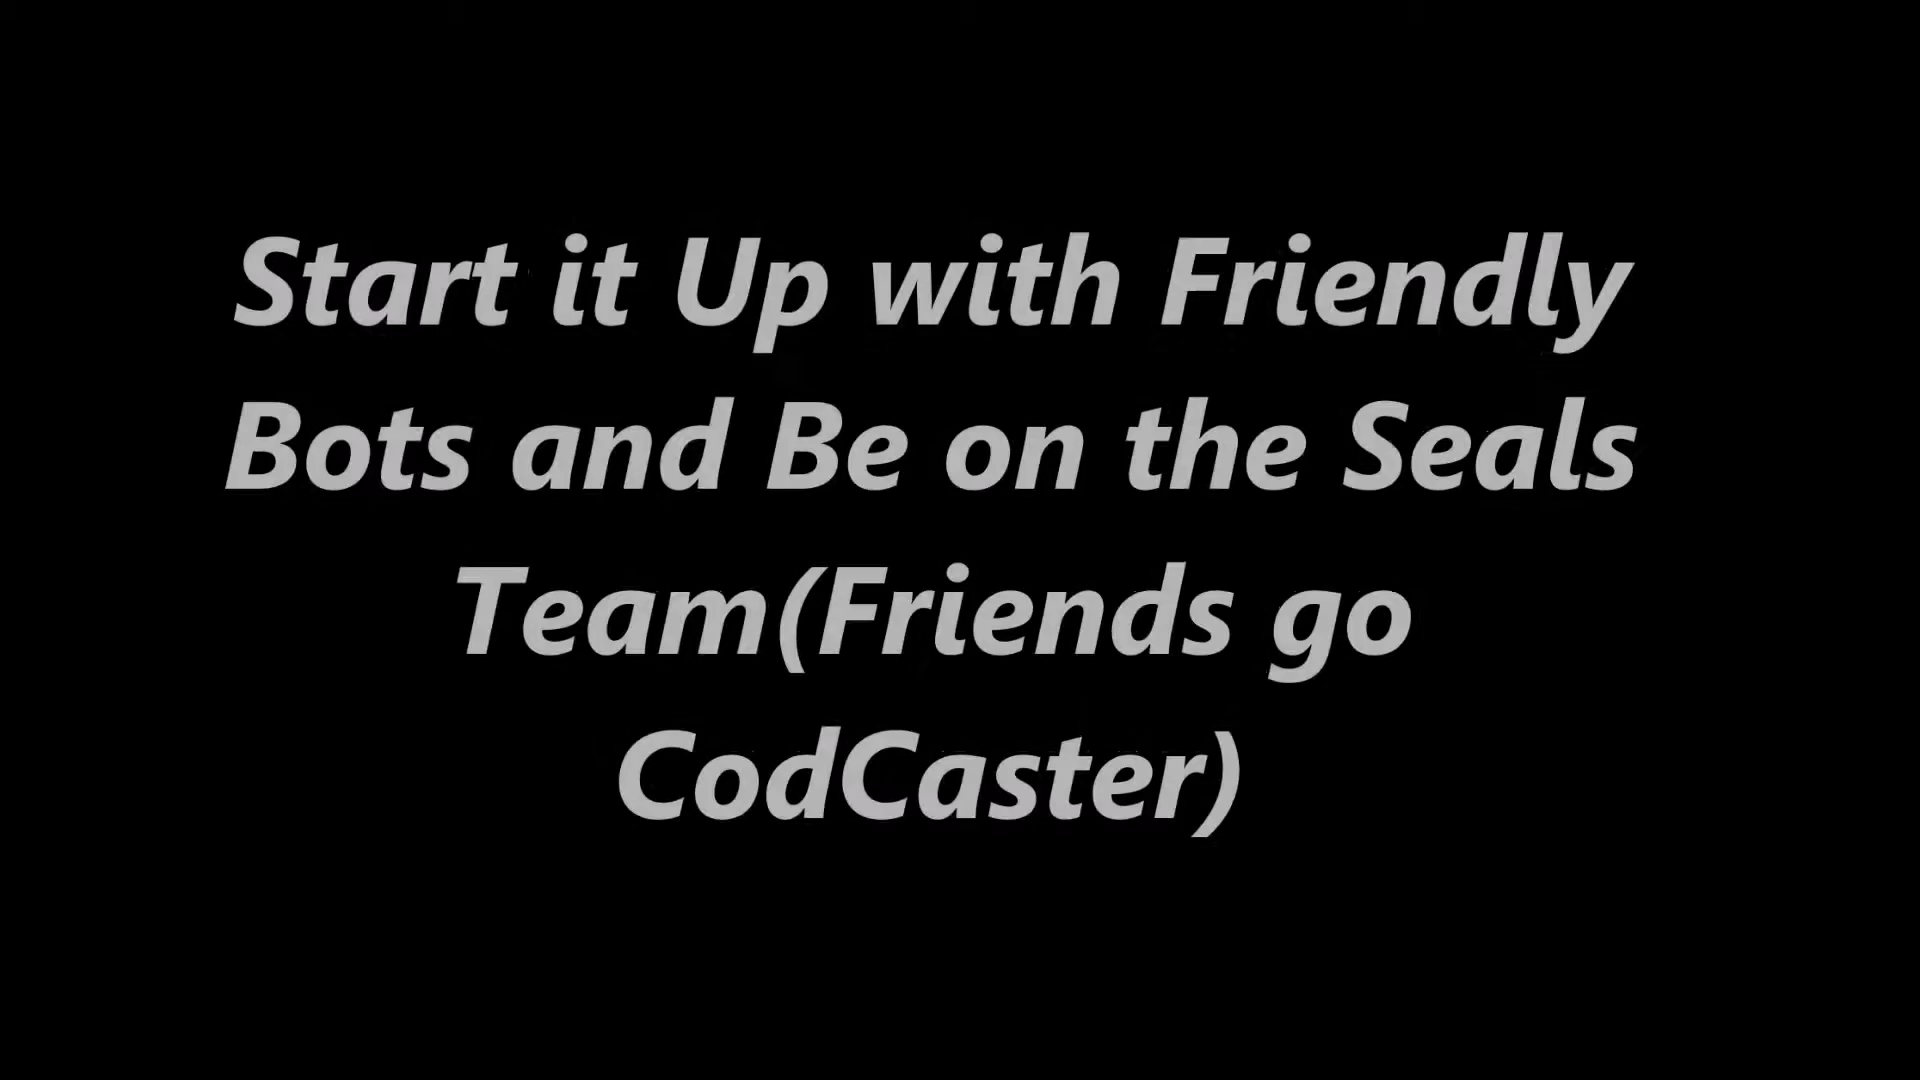 Start it Up with Friendly
Bots and Be on the Seals
Team(Friends go
CodCaster)